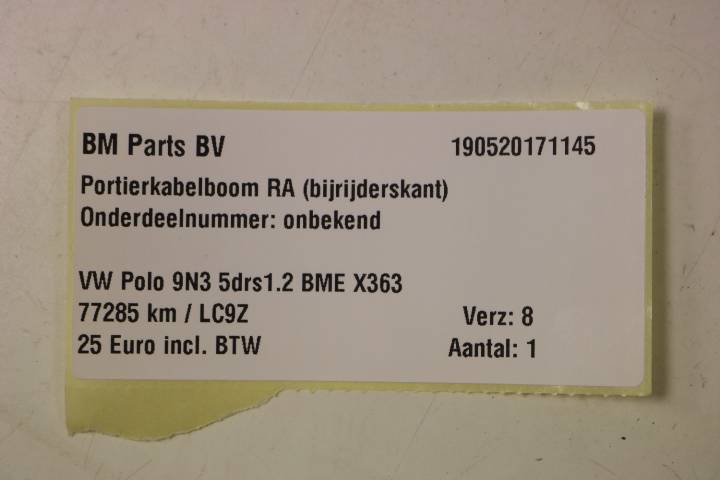 BM Parts BV 190520171145
Portierkabelboom RA (bijrijderskant)
Onderdeelnummer: onbekend
VW Polo 9N3 5drs1.2 BME X363
77285 km / LC9Z Verz: 8
25 Euro incl. BTW Aantal: 1